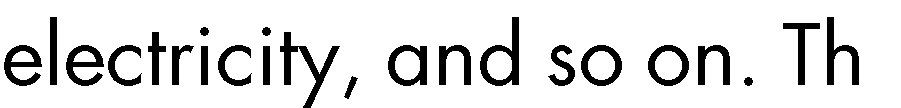 electricity, and so on. Th